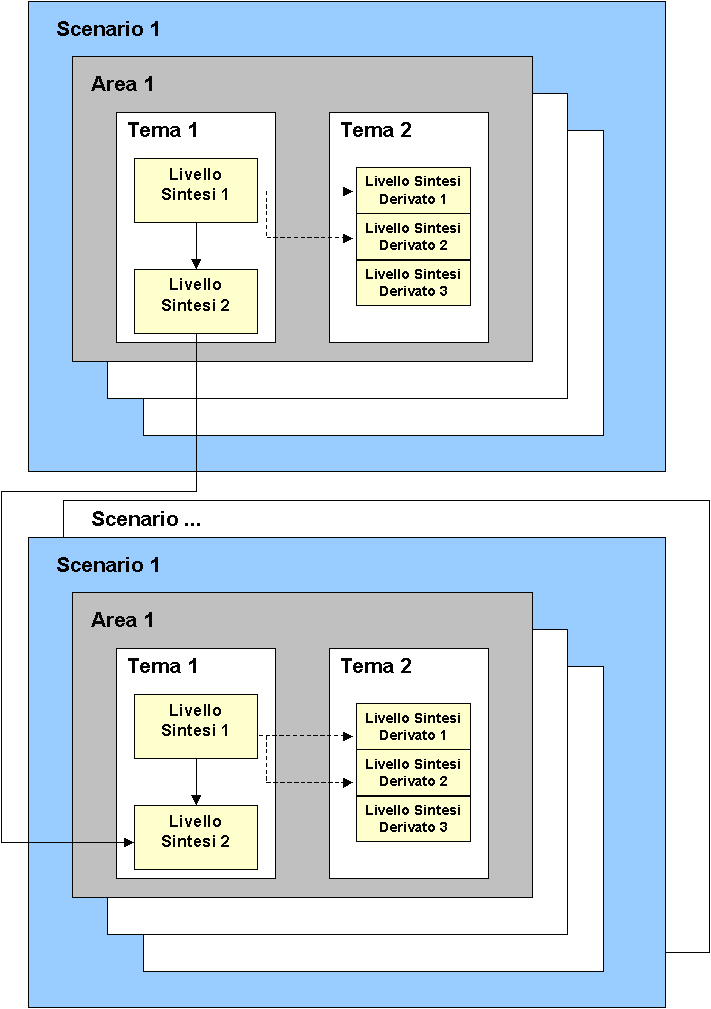 Scenario 1
Area 1
Tema 1
Livello
Sintesi 1
Livello
Sintesi 2
Tema 2
Livello Sintesi
Derivato 1
Livello Sintesi
Derivato 2
Livello Sintesi
Derivato 3
Scenario ...
Scenario 1
Area 1
Tema 1
Livello
Sintesi 1
Livello
Sintesi 2
Tema 2
Livello Sintesi
Derivato 1
Livello Sintesi
Derivato 2
Livello Sintesi
Derivato 3